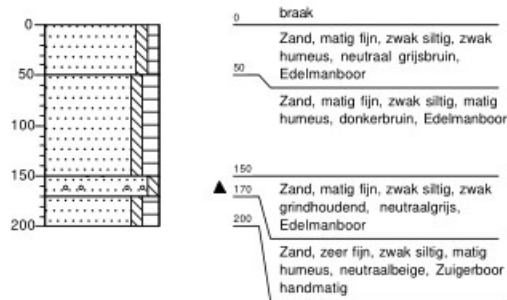 braak
0
0
Zand, matig fijn, zwak siltig, zwak
humeus, neutraal grijsbruin,
Edelmanboor
50
50
Zand, matig fijn, zwak siltig, matig
humeus, donkerbruin, Edelmanboor
100
150
150
170
Zand, matig fijn, zwak siltig, zwak
grindhoudend, neutraalgrijs,
Edelmanboor
200
200
Zand, zeer fijn, zwak siltig, matig
humeus, neutraalbeige, Zuigerboor
handmatig